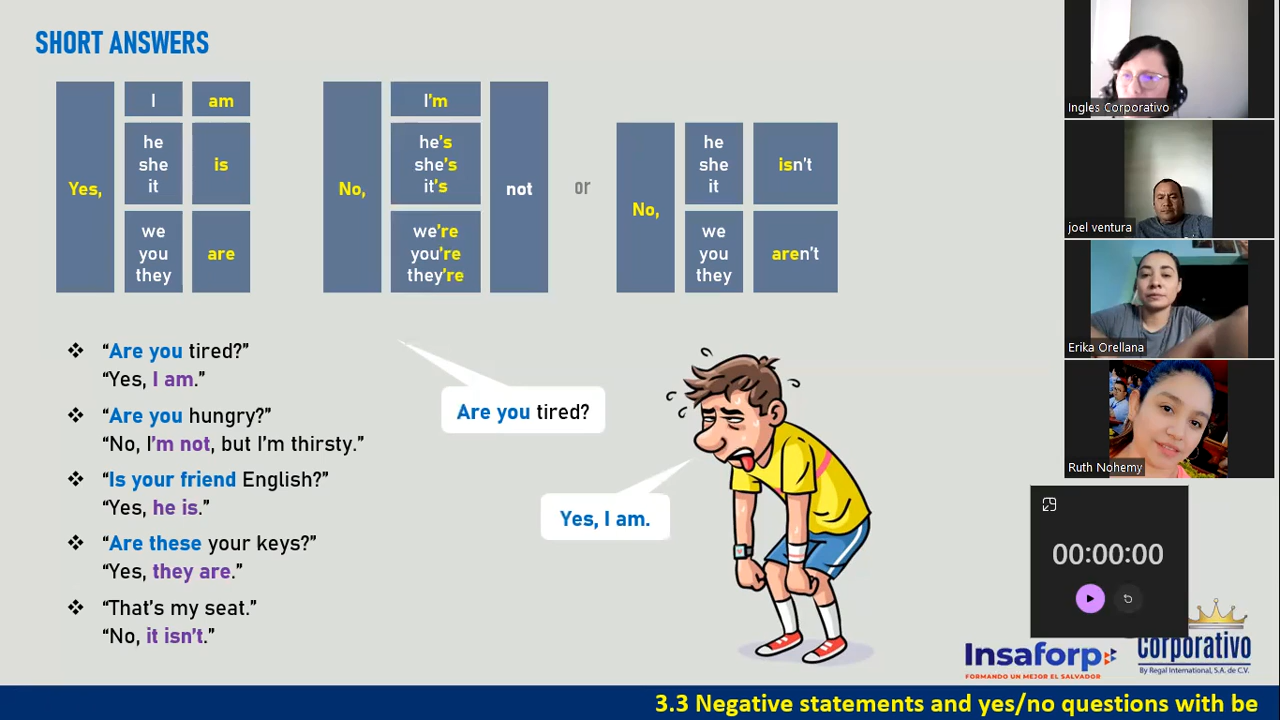 SHORT ANSWERS
Yes,
I
am
he
she
it
is
we
you
they
are
No,
I'm
he's
she's
it's
we're
you're
they're
not
or
No,
he
she
it
isn't
we
you
they
aren't
❖ “Are you tired?”
“Yes, I am.”
❖ “Are you hungry?”
“No, I'm not, but I'm thirsty.”
❖ “Is your friend English?”
“Yes, he is.”
❖ “Are these your keys?”
“Yes, they are.”
❖ “That's my seat.”
“No, it isn't.”
Are you tired?
Yes, I am.
Ingles Corporativo
joel ventura
Erika Orellana
Ruth Nohemy
00:00:00
Insaforp
FORMANDO UN MEJOR EL SALVADOR
Corporativo
By Regal International, S.A. de C.V.
3.3 Negative statements and yes/no questions with be